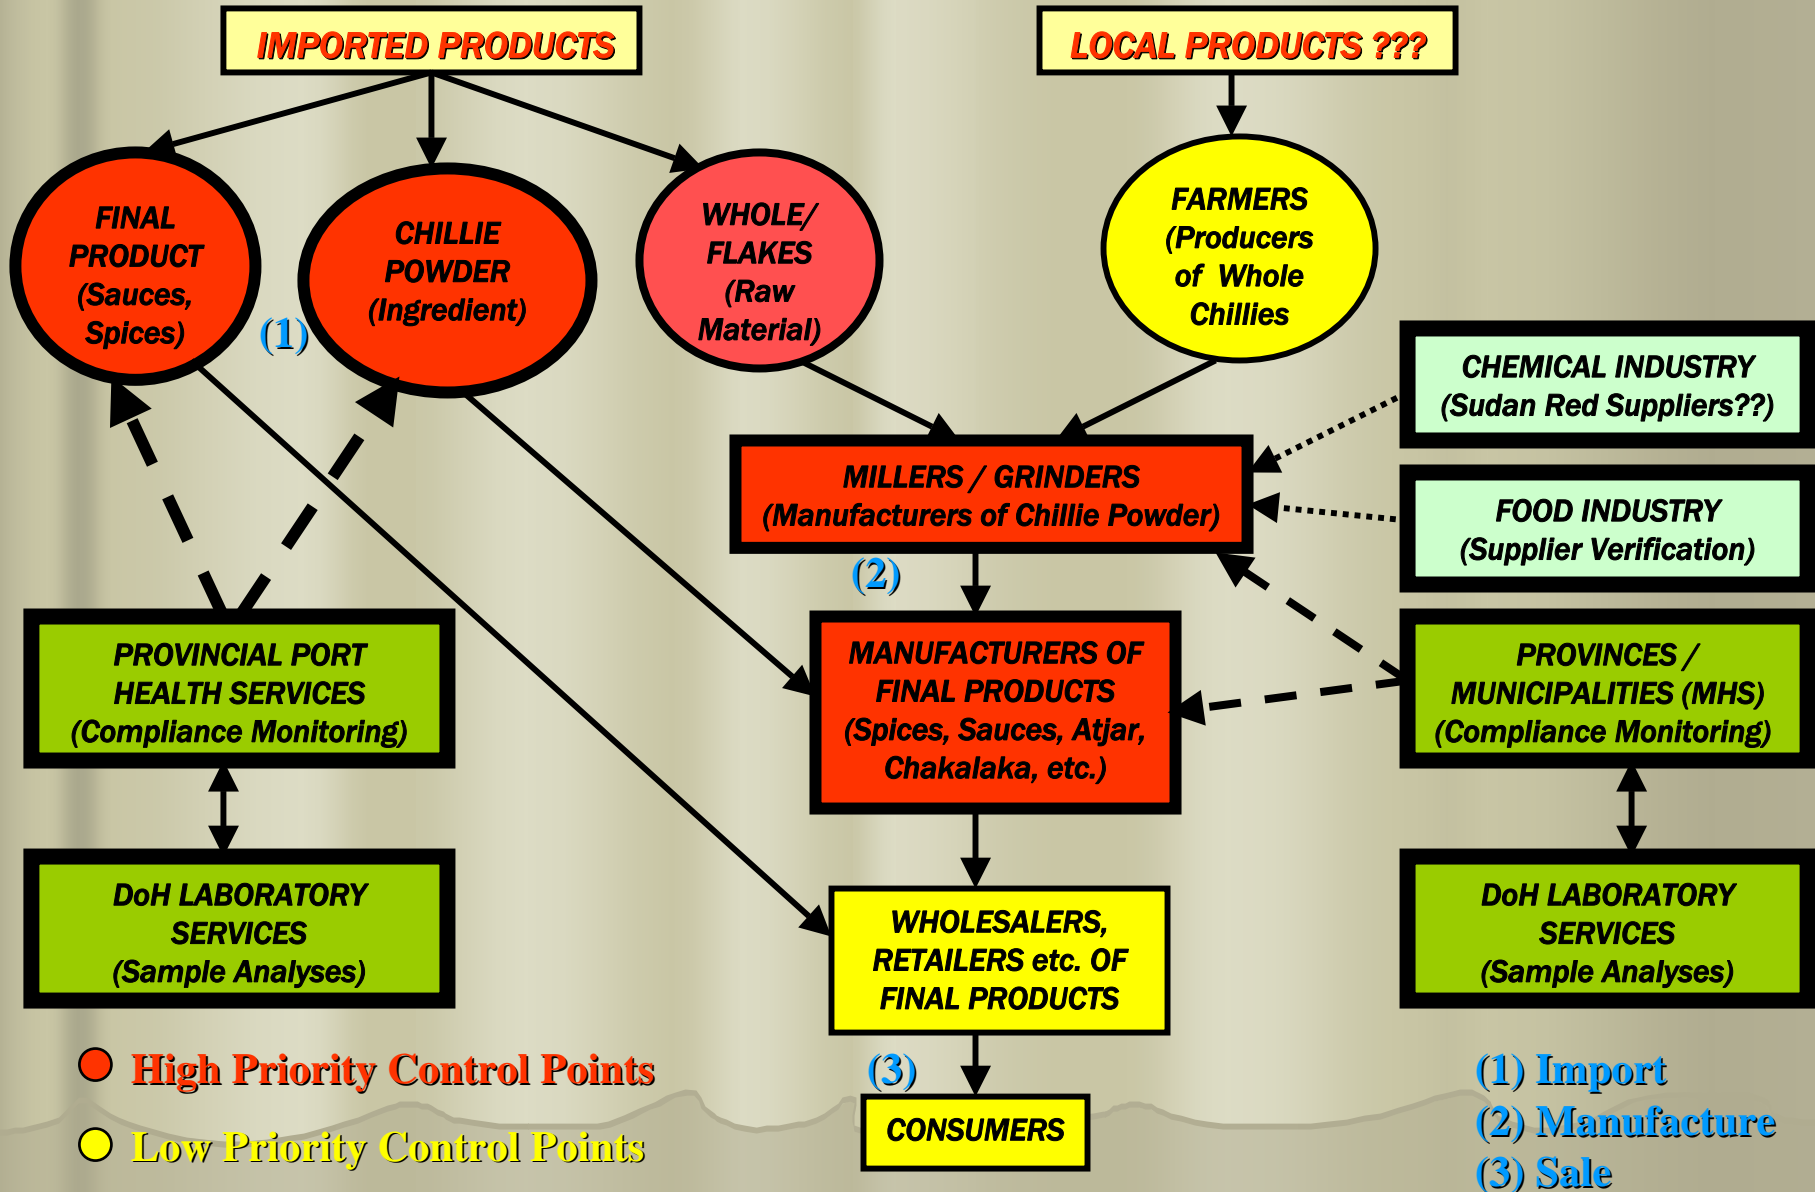 IMPORTED PRODUCTS
LOCAL PRODUCTS ???
FINAL
PRODUCT
(Sauces,
Spices)
(1)
CHILLIE
POWDER
(Ingredient)
WHOLE/
FLAKES
(Raw
Material)
FARMERS
(Producers
of Whole
Chillies
CHEMICAL INDUSTRY
(Sudan Red Suppliers??)
MILLERS / GRINDERS
(Manufacturers of Chillie Powder)
FOOD INDUSTRY
(Supplier Verification)
(2)
PROVINCIAL PORT
HEALTH SERVICES
(Compliance Monitoring)
MANUFACTURERS OF
FINAL PRODUCTS
(Spices, Sauces, Atjar,
Chakalaka, etc.)
PROVINCES /
MUNICIPALITIES (MHS)
(Compliance Monitoring)
DoH LABORATORY
SERVICES
(Sample Analyses)
WHOLESALERS,
RETAILERS etc. OF
FINAL PRODUCTS
DoH LABORATORY
SERVICES
(Sample Analyses)
(3)
CONSUMERS
High Priority Control Points
Low Priority Control Points
(1) Import
(2) Manufacture
(3) Sale